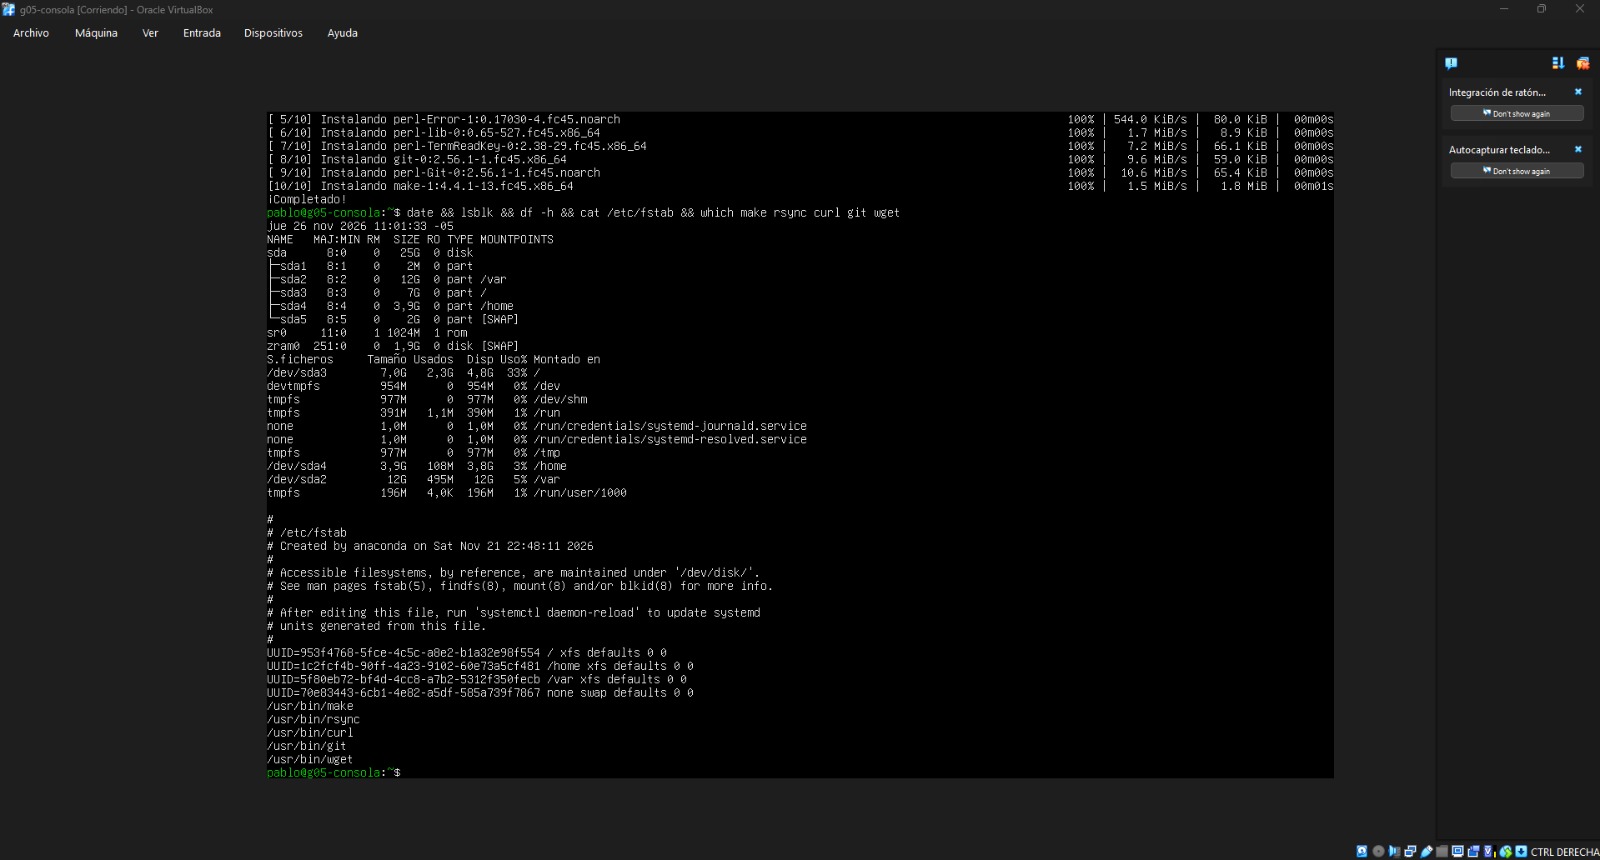 g05-consola [Corriendo] - Oracle VirtualBox
Archivo Máquina Ver Entrada Dispositivos Ayuda
[ 5/10] Instalando perl-Error-1:0.17030-4.fc45.noarch 100% | 544.0 KiB/s | 80.0 KiB | 00m00s
[ 6/10] Instalando perl-lib-0:0.65-527.fc45.x86_64 100% | 1.7 MiB/s | 8.9 KiB | 00m00s
[ 7/10] Instalando perl-TermReadKey-0:2.38-29.fc45.x86_64 100% | 7.2 MiB/s | 66.1 KiB | 00m00s
[ 8/10] Instalando git-0:2.56.1-1.fc45.x86_64 100% | 9.6 MiB/s | 59.0 KiB | 00m00s
[ 9/10] Instalando perl-Git-0:2.56.1-1.fc45.noarch 100% | 10.6 MiB/s | 65.4 KiB | 00m00s
[10/10] Instalando make-1:4.4.1-13.fc45.x86_64 100% | 1.5 MiB/s | 1.8 MiB | 00m01s
¡Completado!
pablo@g05-consola:~$ date && lsblk && df -h && cat /etc/fstab && which make rsync curl git wget
jue 26 nov 2026 11:01:33 -05
NAME MAJ:MIN RM SIZE RO TYPE MOUNTPOINTS
sda 8:0 0 25G 0 disk
├─sda1 8:1 0 2M 0 part
├─sda2 8:2 0 12G 0 part /var
├─sda3 8:3 0 7G 0 part /
├─sda4 8:4 0 3,9G 0 part /home
└─sda5 8:5 0 2G 0 part [SWAP]
sr0 11:0 1 1024M 1 rom
zram0 251:0 0 1,9G 0 disk [SWAP]
S.ficheros Tamaño Usados Disp Uso% Montado en
/dev/sda3 7,0G 2,3G 4,8G 33% /
devtmpfs 954M 0 954M 0% /dev
tmpfs 977M 0 977M 0% /dev/shm
tmpfs 391M 1,1M 390M 1% /run
none 1,0M 0 1,0M 0% /run/credentials/systemd-journald.service
none 1,0M 0 1,0M 0% /run/credentials/systemd-resolved.service
tmpfs 977M 0 977M 0% /tmp
/dev/sda4 3,9G 108M 3,8G 3% /home
/dev/sda2 12G 495M 12G 5% /var
tmpfs 196M 4,0K 196M 1% /run/user/1000
#
# /etc/fstab
# Created by anaconda on Sat Nov 21 22:48:11 2026
#
# Accessible filesystems, by reference, are maintained under '/dev/disk/'.
# See man pages fstab(5), findfs(8), mount(8) and/or blkid(8) for more info.
#
# After editing this file, run 'systemctl daemon-reload' to update systemd
# units generated from this file.
#
UUID=953f4768-5fce-4c5c-a8e2-b1a32e98f554 / xfs defaults 0 0
UUID=1c2fcf4b-90ff-4a23-9102-60e73a5cf481 /home xfs defaults 0 0
UUID=5f80eb72-bf4d-4cc8-a7b2-5312f350fecb /var xfs defaults 0 0
UUID=70e83443-6cb1-4e82-a5df-585a739f7867 none swap defaults 0 0
/usr/bin/make
/usr/bin/rsync
/usr/bin/curl
/usr/bin/git
/usr/bin/wget
pablo@g05-consola:~$
Integración de ratón...
Don't show again
Autocapturar teclado...
Don't show again
CTRL DERECHA